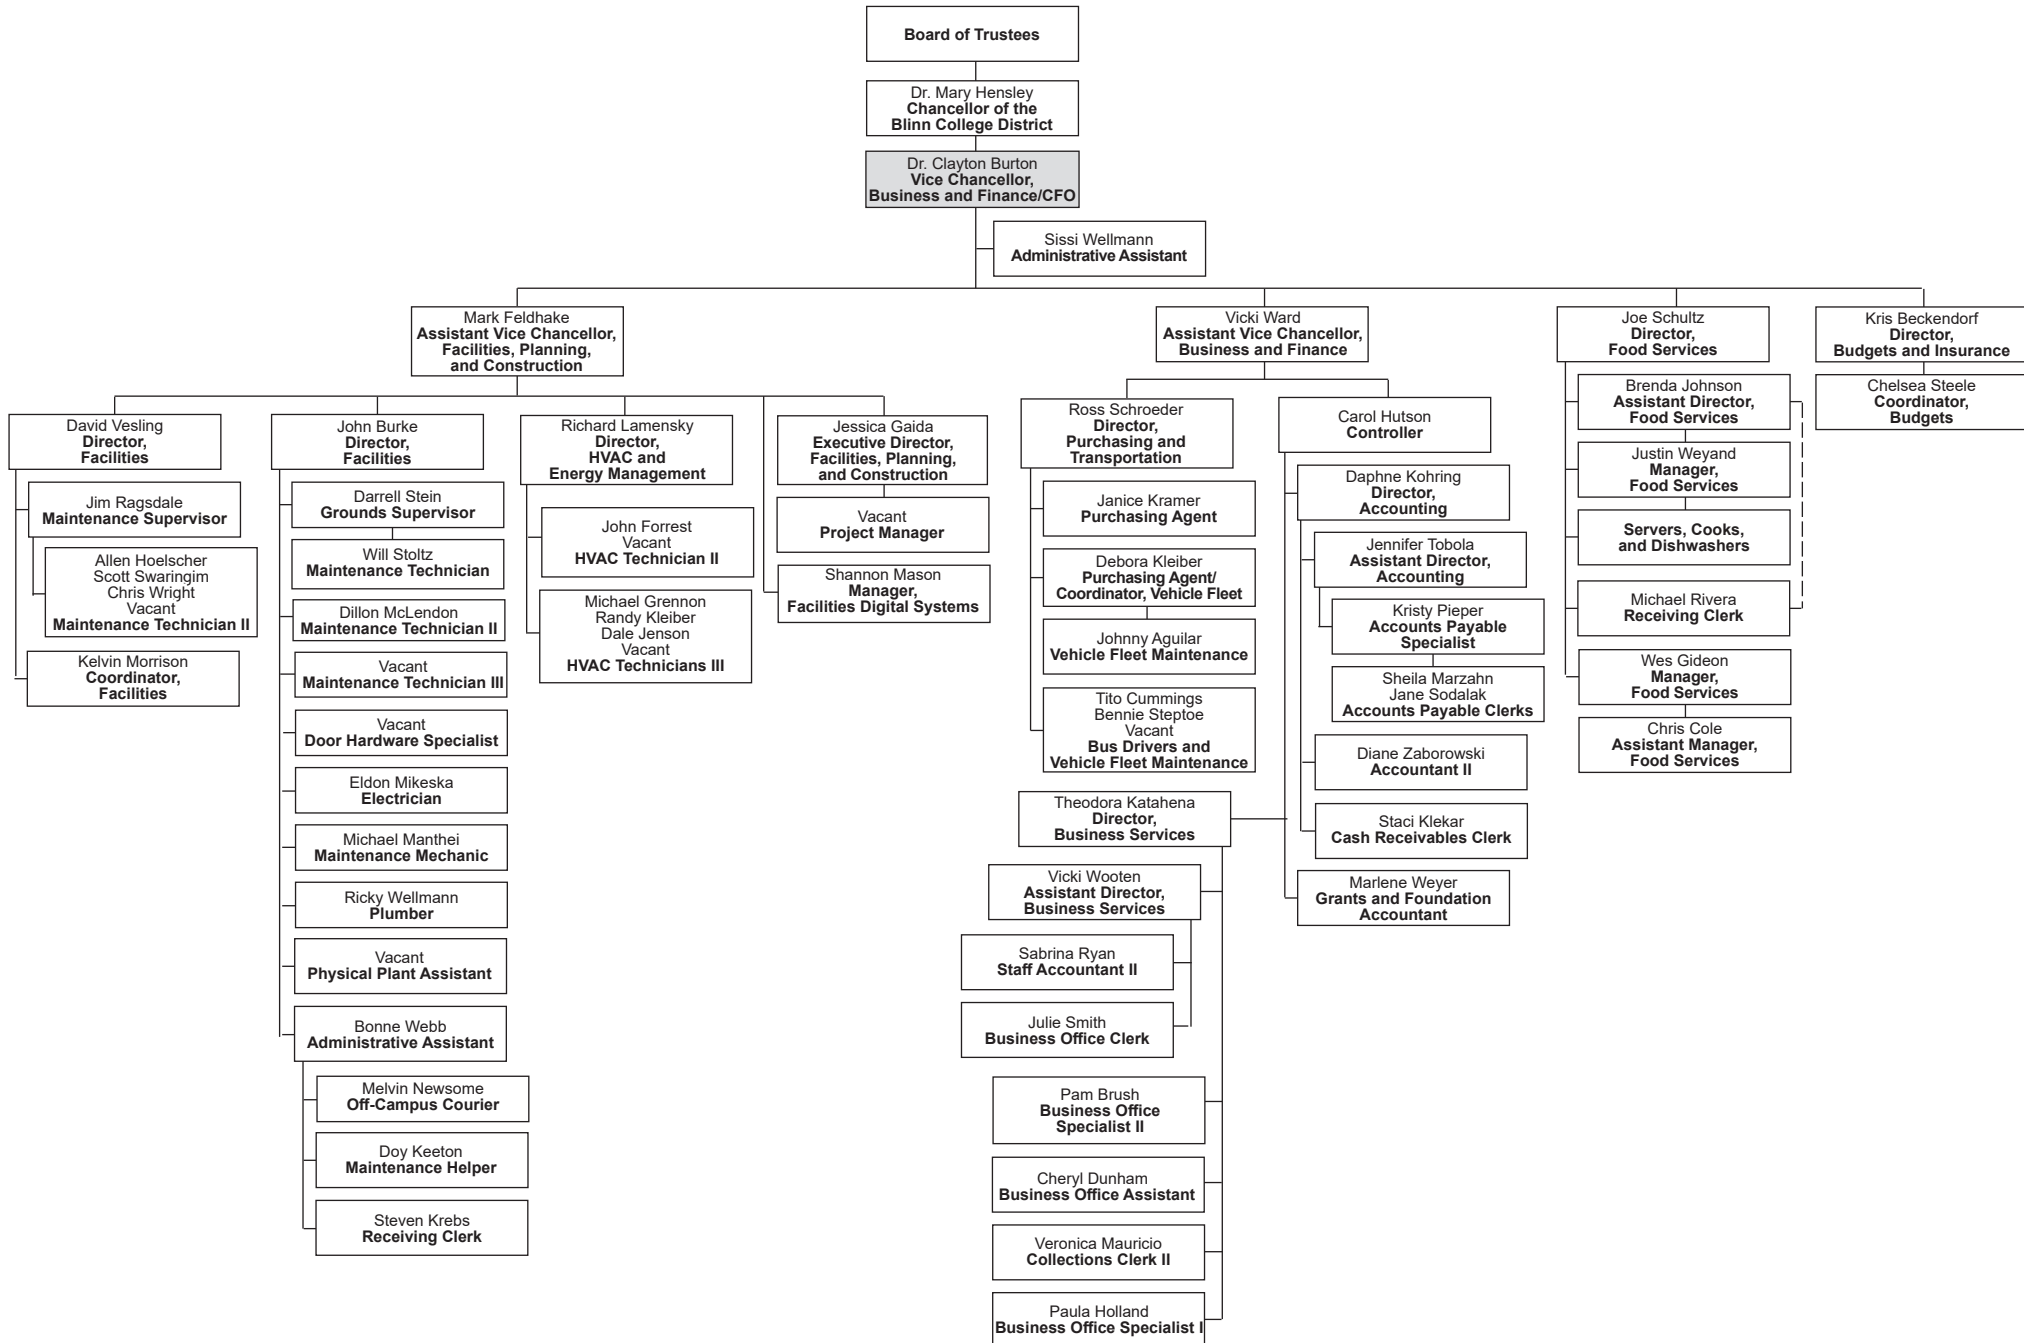 Board of Trustees
Dr. Mary Hensley
Chancellor of the
Blinn College District
Dr. Clayton Burton
Vice Chancellor,
Business and Finance/CFO
Sissi Wellmann
Administrative Assistant
Mark Feldhake
Assistant Vice Chancellor,
Facilities, Planning,
and Construction
David Vesling
Director,
Facilities
Jim Ragsdale
Maintenance Supervisor
Allen Hoelscher
Scott Swaringim
Chris Wright
Vacant
Maintenance Technician II
Kelvin Morrison
Coordinator,
Facilities
John Burke
Director,
Facilities
Darrell Stein
Grounds Supervisor
Will Stoltz
Maintenance Technician
Dillon McLendon
Maintenance Technician II
Vacant
Maintenance Technician III
Vacant
Door Hardware Specialist
Eldon Mikeska
Electrician
Michael Manthei
Maintenance Mechanic
Ricky Wellmann
Plumber
Vacant
Physical Plant Assistant
Bonne Webb
Administrative Assistant
Melvin Newsome
Off-Campus Courier
Doy Keeton
Maintenance Helper
Steven Krebs
Receiving Clerk
Richard Lamensky
Director,
HVAC and
Energy Management
John Forrest
Vacant
HVAC Technician II
Michael Grennon
Randy Kleiber
Dale Jenson
Vacant
HVAC Technicians III
Jessica Gaida
Executive Director,
Facilities, Planning,
and Construction
Vacant
Project Manager
Shannon Mason
Manager,
Facilities Digital Systems
Vicki Ward
Assistant Vice Chancellor,
Business and Finance
Ross Schroeder
Director,
Purchasing and
Transportation
Janice Kramer
Purchasing Agent
Debora Kleiber
Purchasing Agent/
Coordinator, Vehicle Fleet
Johnny Aguilar
Vehicle Fleet Maintenance
Tito Cummings
Bennie Steptoe
Vacant
Bus Drivers and
Vehicle Fleet Maintenance
Carol Hutson
Controller
Daphne Kohring
Director,
Accounting
Jennifer Tobola
Assistant Director,
Accounting
Kristy Pieper
Accounts Payable
Specialist
Sheila Marzahn
Jane Sodalak
Accounts Payable Clerks
Diane Zaborowski
Accountant II
Staci Klekar
Cash Receivables Clerk
Marlene Weyer
Grants and Foundation
Accountant
Theodora Katahena
Director,
Business Services
Vicki Wooten
Assistant Director,
Business Services
Sabrina Ryan
Staff Accountant II
Julie Smith
Business Office Clerk
Pam Brush
Business Office
Specialist II
Cheryl Dunham
Business Office Assistant
Veronica Mauricio
Collections Clerk II
Paula Holland
Business Office Specialist I
Joe Schultz
Director,
Food Services
Brenda Johnson
Assistant Director,
Food Services
Justin Weyand
Manager,
Food Services
Servers, Cooks,
and Dishwashers
Michael Rivera
Receiving Clerk
Wes Gideon
Manager,
Food Services
Chris Cole
Assistant Manager,
Food Services
Kris Beckendorf
Director,
Budgets and Insurance
Chelsea Steele
Coordinator,
Budgets